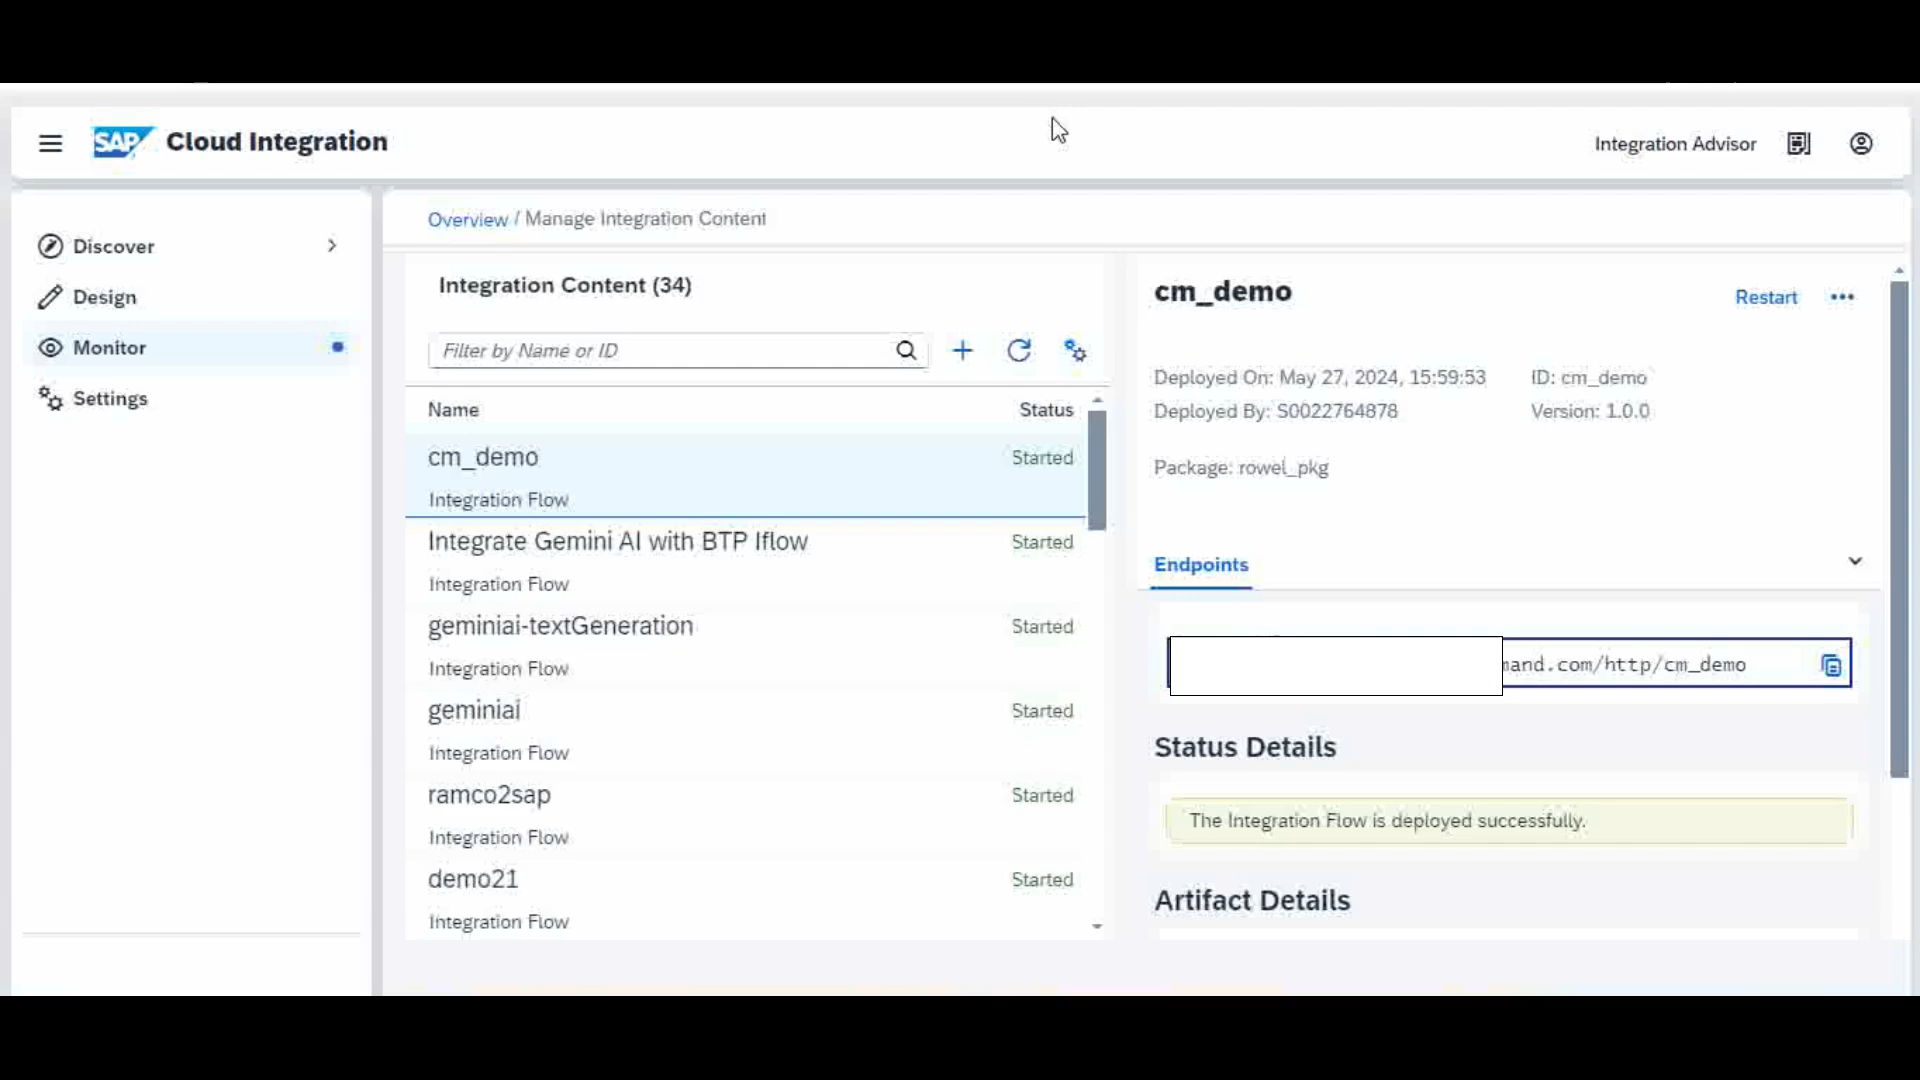 SAP Cloud Integration
Integration Advisor
Discover
Design
Monitor
Settings
Overview / Manage Integration Content
Integration Content (34)
Filter by Name or ID
Name Status
cm_demo Started
Integration Flow
Integrate Gemini AI with BTP Iflow Started
Integration Flow
geminiai-textGeneration Started
Integration Flow
geminiai Started
Integration Flow
ramco2sap Started
Integration Flow
demo21 Started
Integration Flow
cm_demo
Restart
Deployed On: May 27, 2024, 15:59:53 ID: cm_demo
Deployed By: S0022764878 Version: 1.0.0
Package: rowel_pkg
Endpoints
mand.com/http/cm_demo
Status Details
The Integration Flow is deployed successfully.
Artifact Details